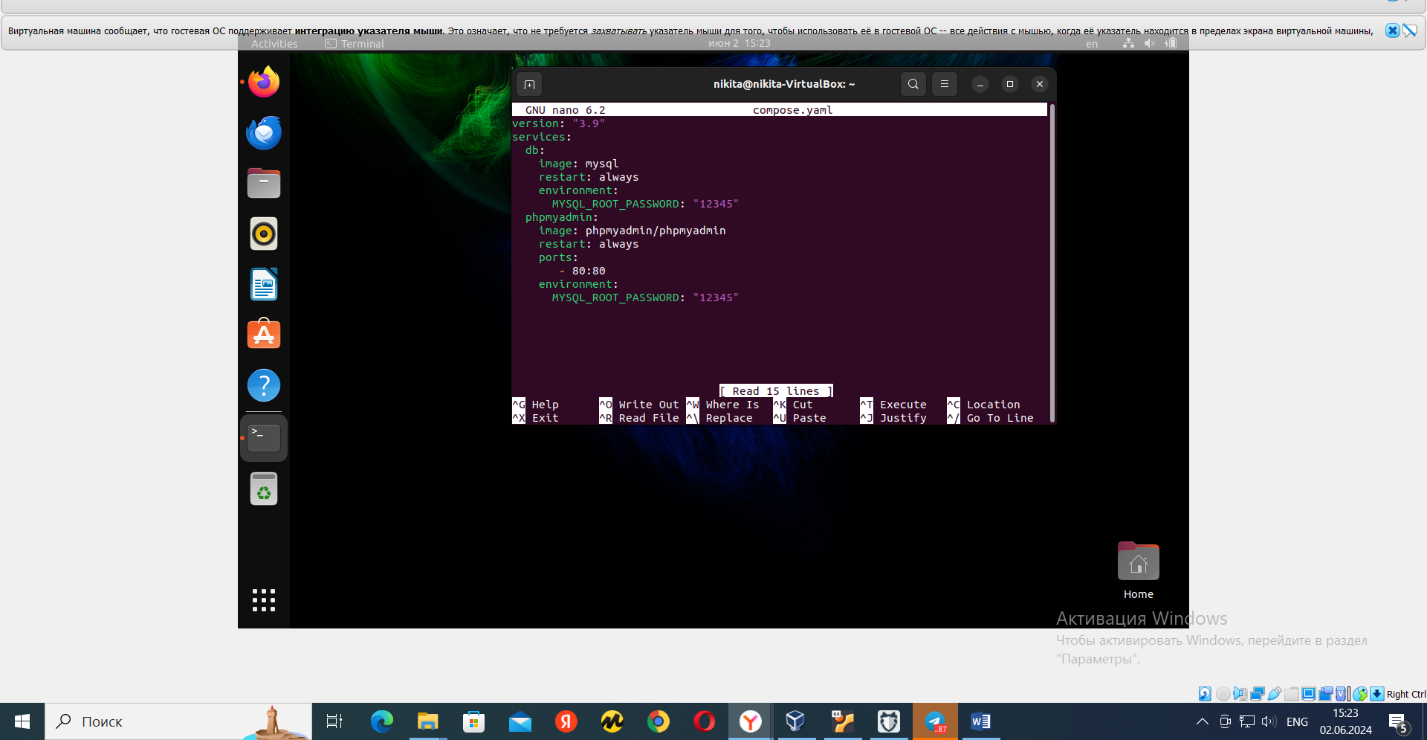 Виртуальная машина сообщает, что гостевая ОС поддерживает интеграцию указателя мыши. Это означает, что не требуется захватывать указатель мыши для того, чтобы использовать её в гостевой ОС -- все действия с мышью, когда её указатель находится в пределах экрана виртуальной машины,
Activities Terminal июн 2 15:23 en
nikita@nikita-VirtualBox: ~
GNU nano 6.2 compose.yaml
version: "3.9"
services:
db:
image: mysql
restart: always
environment:
MYSQL_ROOT_PASSWORD: "12345"
phpmyadmin:
image: phpmyadmin/phpmyadmin
restart: always
ports:
- 80:80
environment:
MYSQL_ROOT_PASSWORD: "12345"
[ Read 15 lines ]
^G Help ^O Write Out ^W Where Is ^K Cut ^T Execute ^C Location
^X Exit ^R Read File ^\ Replace ^U Paste ^J Justify ^/ Go To Line
Home
Активация Windows
Чтобы активировать Windows, перейдите в раздел
"Параметры".
Right Ctrl
Поиск
ENG
15:23
02.06.2024
5
87